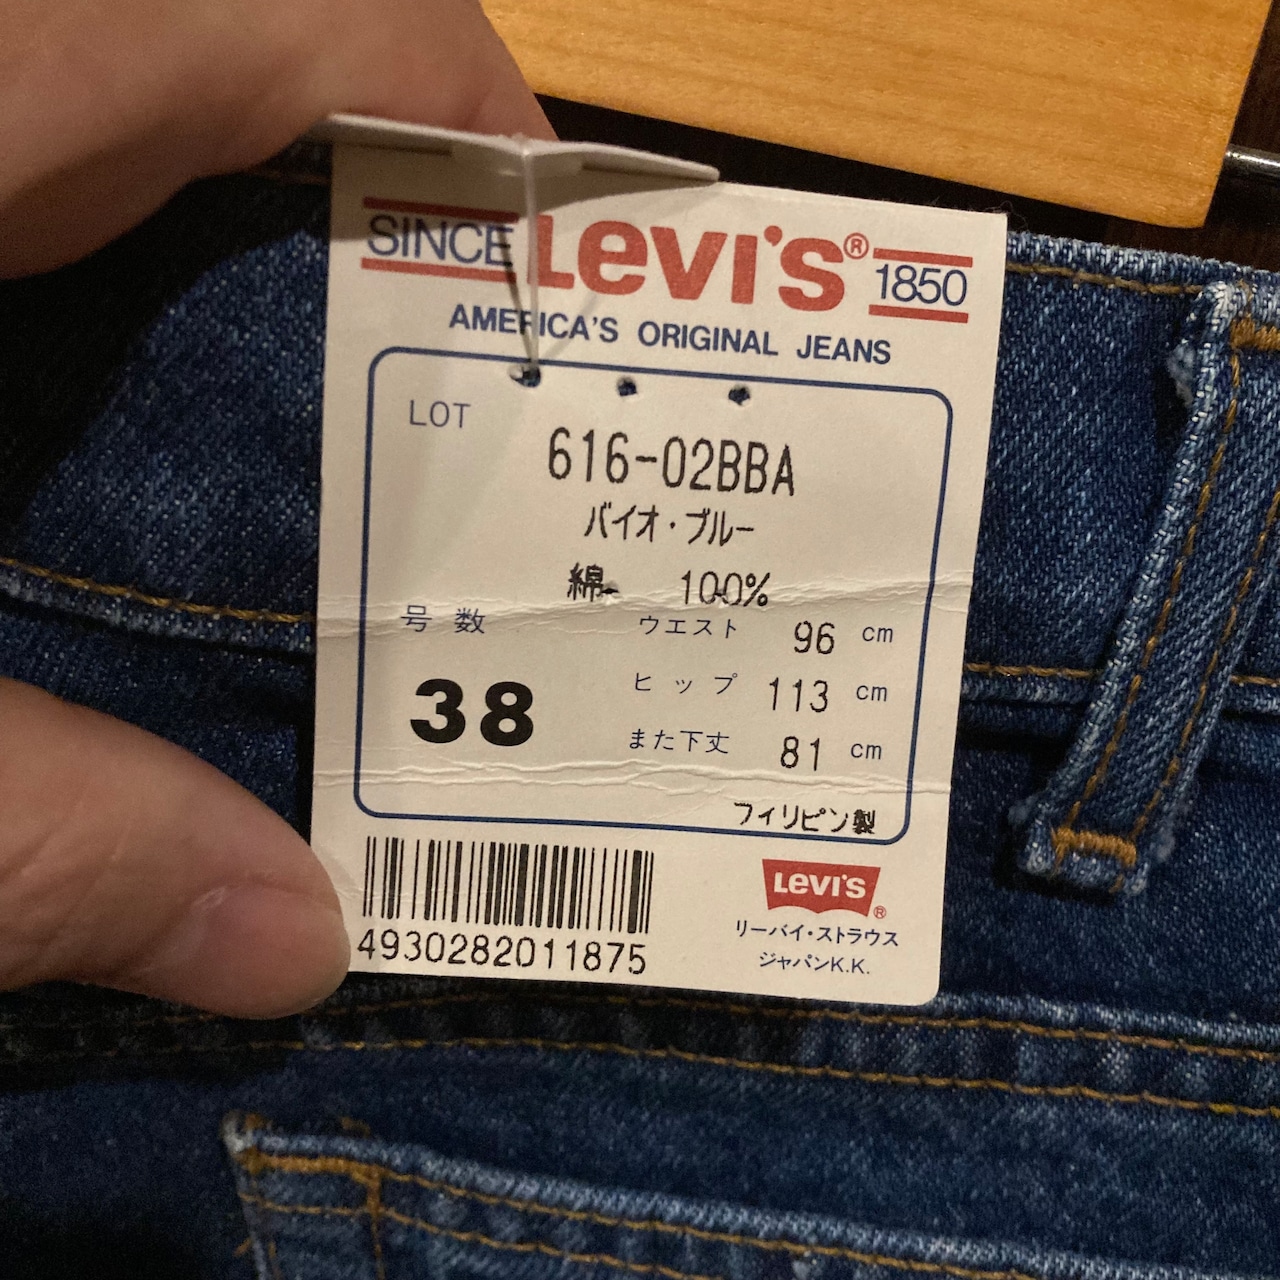 SINCE Levi's® 1850
AMERICA'S ORIGINAL JEANS
LOT
616-02BBA
バイオ・ブルー
綿 100%
号数
38
ウエスト 96 cm
ヒップ 113 cm
また下丈 81 cm
フィリピン製
4930282011875
Levi's®
リーバイ・ストラウス
ジャパンK.K.